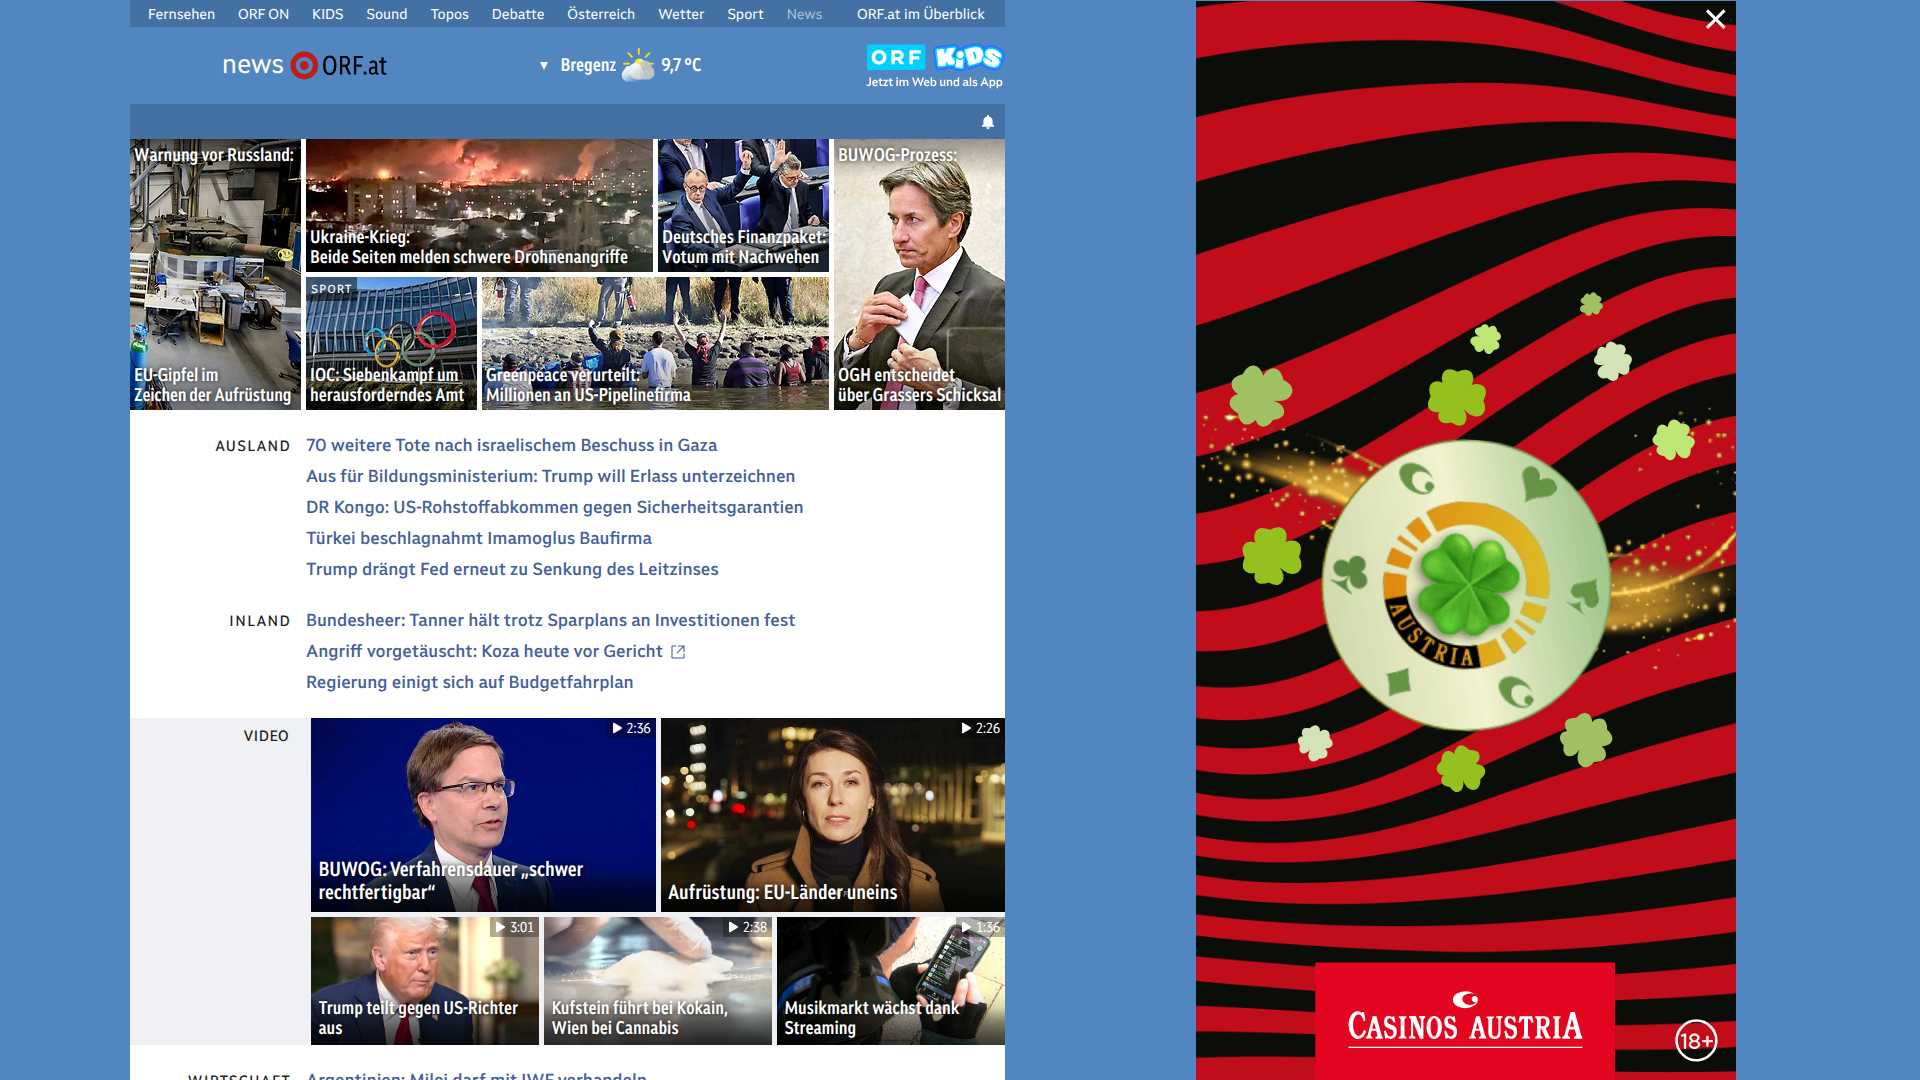 Fernsehen ORF ON KIDS Sound Topos Debatte Österreich Wetter Sport News ORF.at im Überblick
news ORF.at
Bregenz 9,7 °C
ORF KIDS
Jetzt im Web und als App
Warnung vor Russland:
EU-Gipfel im
Zeichen der Aufrüstung
Ukraine-Krieg:
Beide Seiten melden schwere Drohnenangriffe
Deutsches Finanzpaket:
Votum mit Nachwehen
BUWOG-Prozess:
OGH entscheidet
über Grassers Schicksal
SPORT
IOC: Siebenkampf um
herausforderndes Amt
Greenpeace verurteilt:
Millionen an US-Pipelinefirma
AUSLAND
70 weitere Tote nach israelischem Beschuss in Gaza
Aus für Bildungsministerium: Trump will Erlass unterzeichnen
DR Kongo: US-Rohstoffabkommen gegen Sicherheitsgarantien
Türkei beschlagnahmt Imamoglus Baufirma
Trump drängt Fed erneut zu Senkung des Leitzinses
INLAND
Bundesheer: Tanner hält trotz Sparplans an Investitionen fest
Angriff vorgetäuscht: Koza heute vor Gericht
Regierung einigt sich auf Budgetfahrplan
VIDEO
2:36
BUWOG: Verfahrensdauer „schwer
rechtfertigbar“
2:26
Aufrüstung: EU-Länder uneins
3:01
Trump teilt gegen US-Richter
aus
2:38
Kufstein führt bei Kokain,
Wien bei Cannabis
1:36
Musikmarkt wächst dank
Streaming
WIRTSCHAFT
Argentinien: Milei darf mit IWF verhandeln
AUSTRIA
CASINOS AUSTRIA
18+